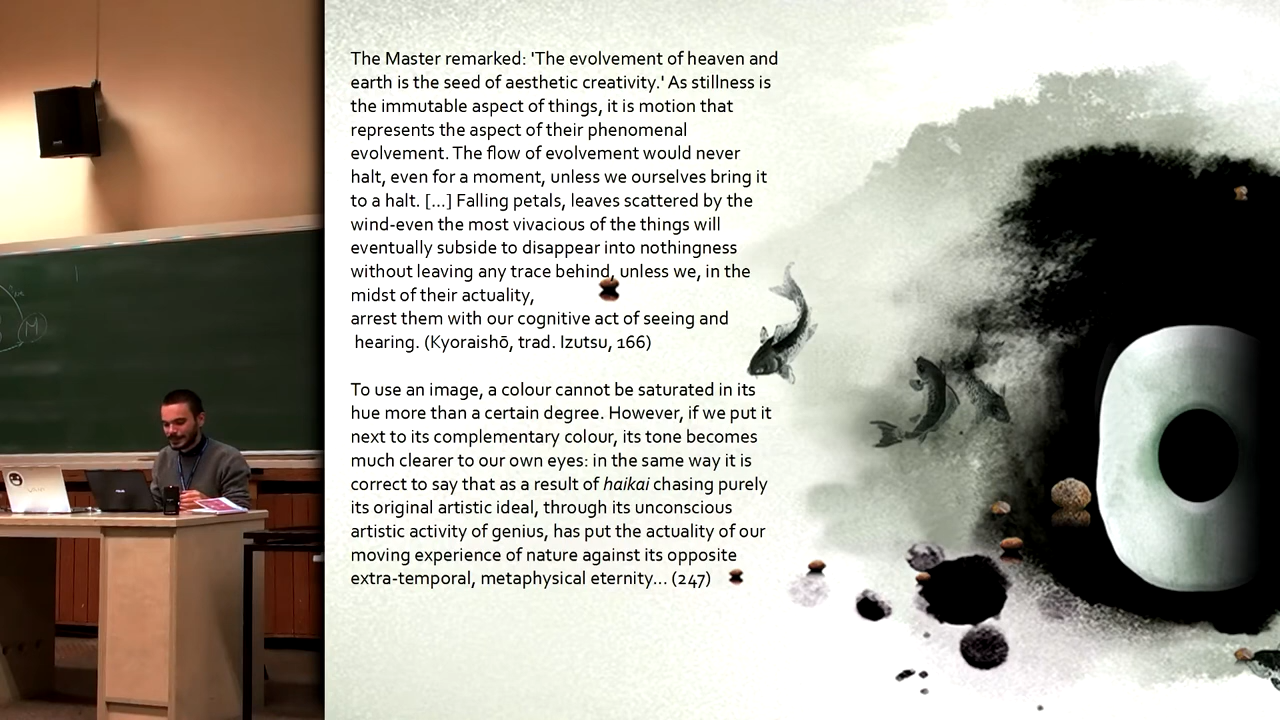 The Master remarked: 'The evolvement of heaven and
earth is the seed of aesthetic creativity.' As stillness is
the immutable aspect of things, it is motion that
represents the aspect of their phenomenal
evolvement. The flow of evolvement would never
halt, even for a moment, unless we ourselves bring it
to a halt. [...] Falling petals, leaves scattered by the
wind-even the most vivacious of the things will
eventually subside to disappear into nothingness
without leaving any trace behind, unless we, in the
midst of their actuality,
arrest them with our cognitive act of seeing and
hearing. (Kyoraishō, trad. Izutsu, 166)
To use an image, a colour cannot be saturated in its
hue more than a certain degree. However, if we put it
next to its complementary colour, its tone becomes
much clearer to our own eyes: in the same way it is
correct to say that as a result of haikai chasing purely
its original artistic ideal, through its unconscious
artistic activity of genius, has put the actuality of our
moving experience of nature against its opposite
extra-temporal, metaphysical eternity... (247)
M